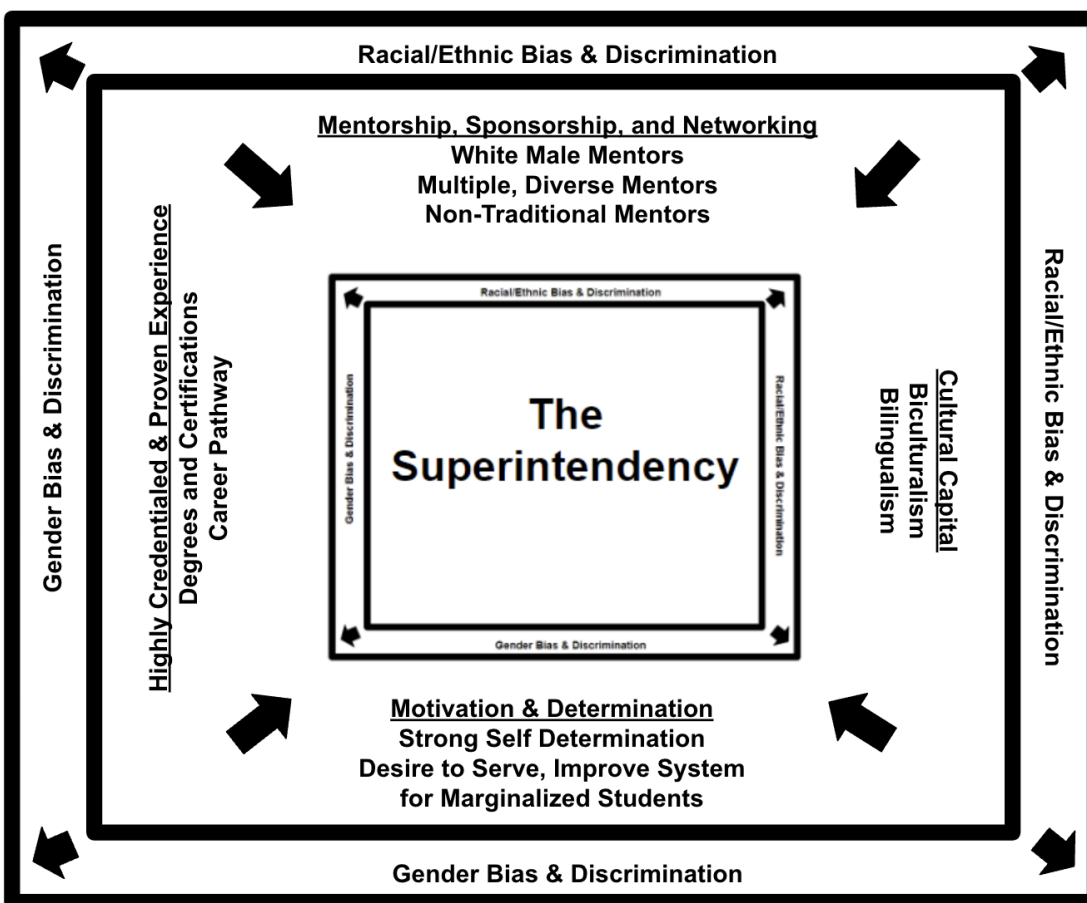 Racial/Ethnic Bias & Discrimination
Mentorship, Sponsorship, and Networking
White Male Mentors
Multiple, Diverse Mentors
Non-Traditional Mentors
Gender Bias & Discrimination
Highly Credentialed & Proven Experience
Degrees and Certifications
Career Pathway
Racial/Ethnic Bias & Discrimination
Gender Bias & Discrimination
The
Superintendency
Racial/Ethnic Bias & Discrimination
Gender Bias & Discrimination
Cultural Capital
Biculturalism
Bilingualism
Racial/Ethnic Bias & Discrimination
Motivation & Determination
Strong Self Determination
Desire to Serve, Improve System
for Marginalized Students
Gender Bias & Discrimination